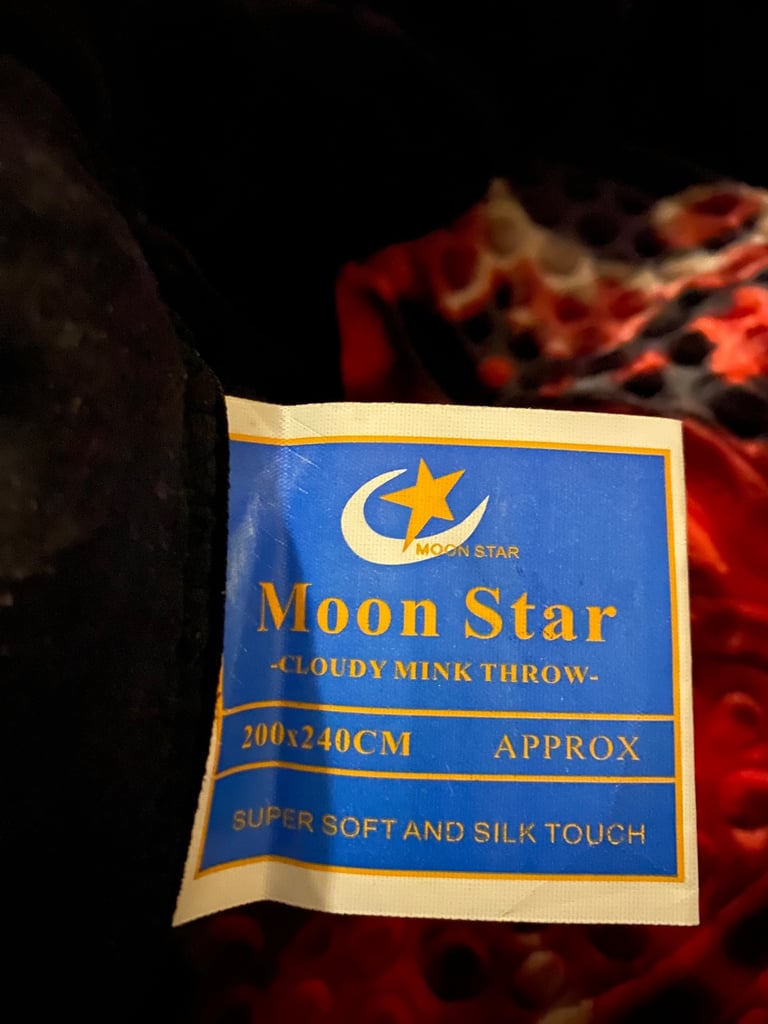 MOON STAR
Moon Star
-CLOUDY MINK THROW-
200x240CM APPROX
SUPER SOFT AND SILK TOUCH